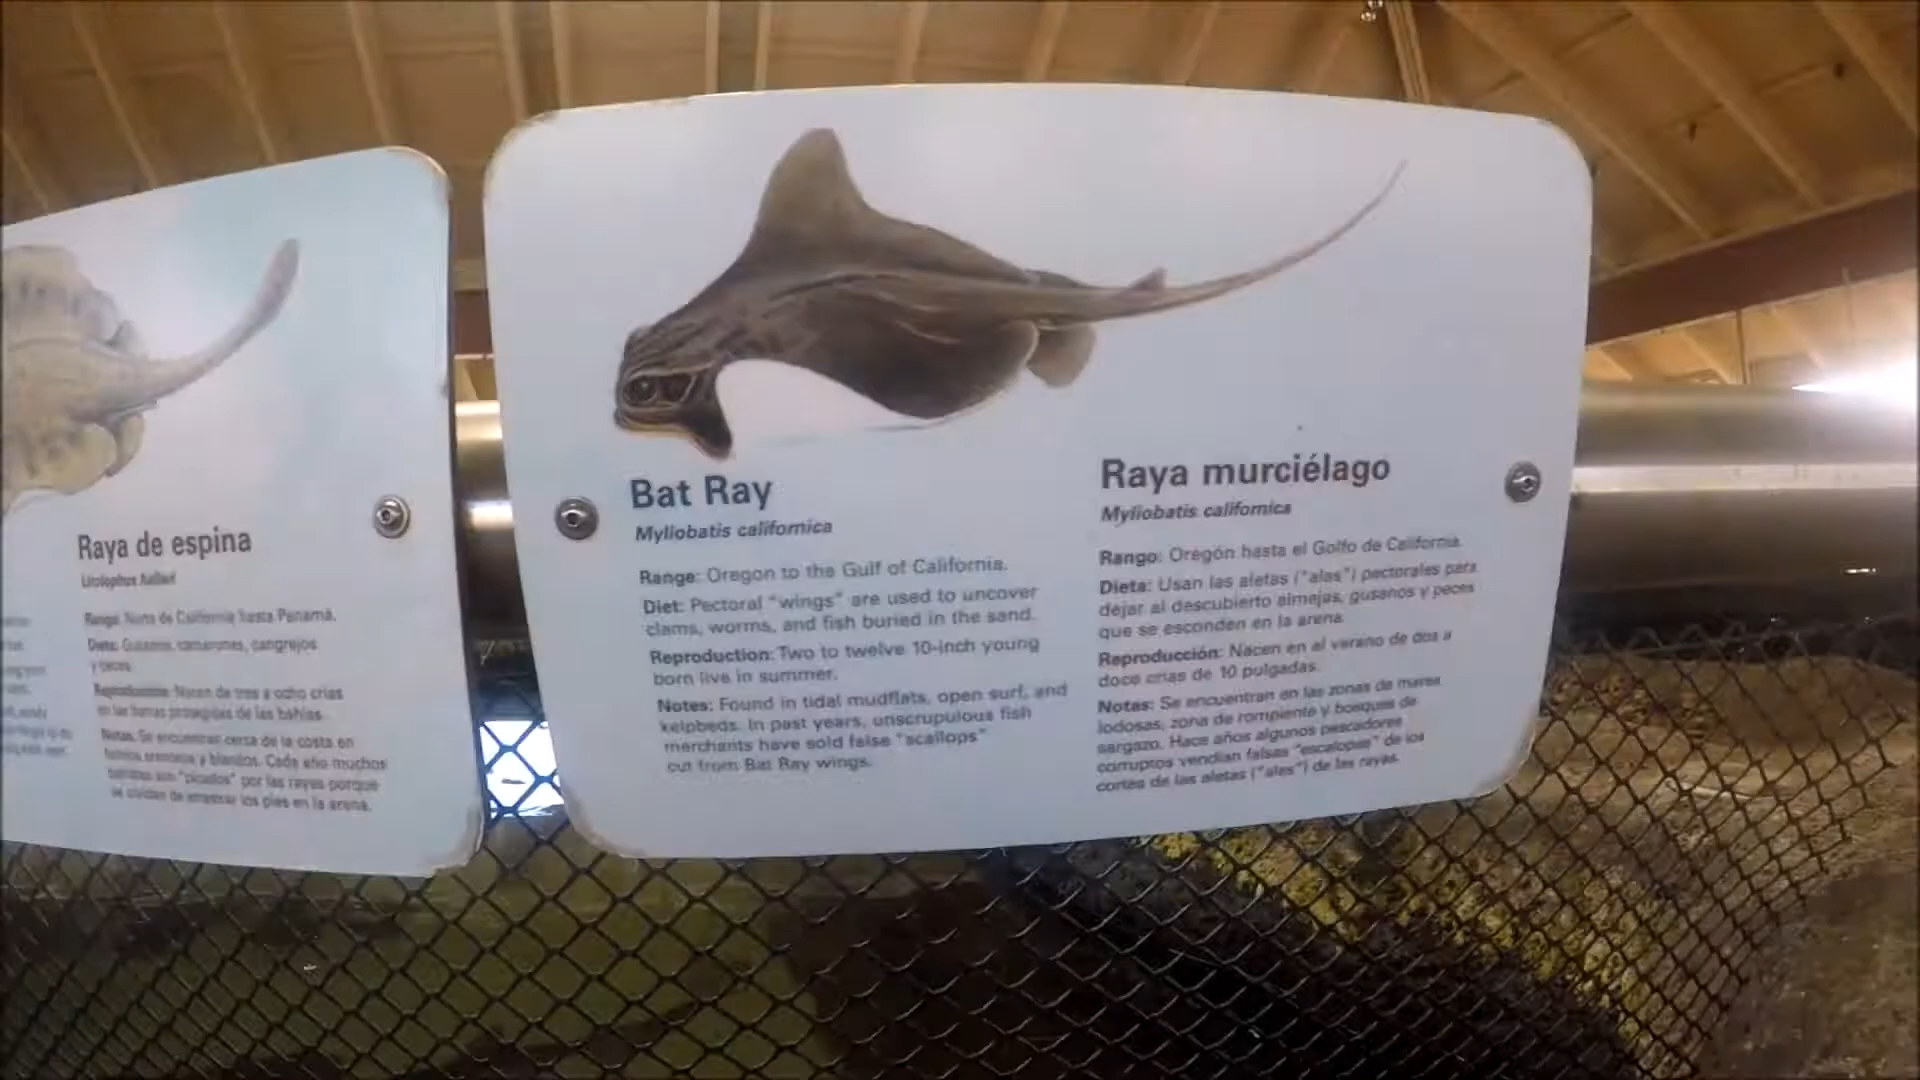 Raya de espina
Urolophus halleri
Rango: Norte de California hasta Panamá.
Dieta: Gusanos, camarones, cangrejos
y peces.
Reproducción: Nacen de tres a ocho crías
en las barras protegidas de las bahías.
Notas: Se encuentran cerca de la costa en
fondos arenosos y blandos. Cada año muchos
turistas son "picados" por las rayas porque
se olvidan de arrastrar los pies en la arena.
Bat Ray
Myliobatis californica
Range: Oregon to the Gulf of California.
Diet: Pectoral "wings" are used to uncover
clams, worms, and fish buried in the sand.
Reproduction: Two to twelve 10-inch young
born live in summer.
Notes: Found in tidal mudflats, open surf, and
kelpbeds. In past years, unscrupulous fish
merchants have sold false "scallops"
cut from Bat Ray wings.
Raya murciélago
Myliobatis californica
Rango: Oregón hasta el Golfo de California.
Dieta: Usan las aletas ("alas") pectorales para
dejar al descubierto almejas, gusanos y peces
que se esconden en la arena.
Reproducción: Nacen en el verano de dos a
doce crías de 10 pulgadas.
Notas: Se encuentran en las zonas de marea
lodosas, zona de rompiente y bosques de
sargazo. Hace años algunos pescadores
corruptos vendían falsas "escalopas" de los
cortes de las aletas ("alas") de las rayas.